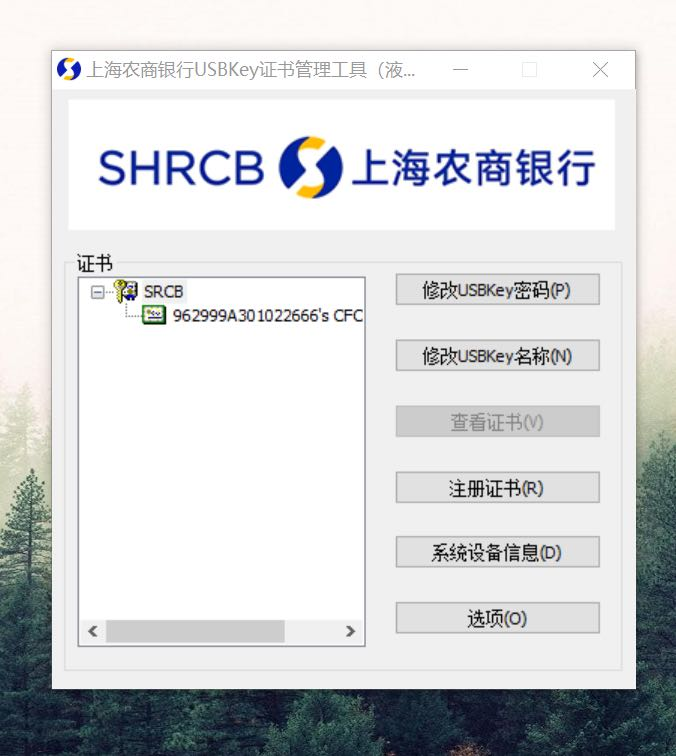 上海农商银行USBKey证书管理工具（液...
SHRCB 上海农商银行
证书
SRCB
962999A301022666's CFC
修改USBKey密码(P)
修改USBKey名称(N)
查看证书(V)
注册证书(R)
系统设备信息(D)
选项(O)